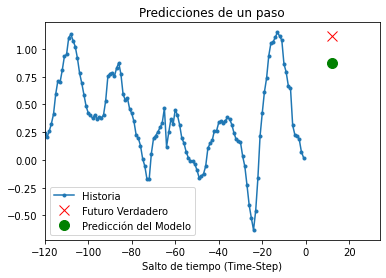 Predicciones de un paso
1.00
0.75
0.50
0.25
0.00
−0.25
−0.50
Historia
Futuro Verdadero
Predicción del Modelo
−120 −100 −80 −60 −40 −20 0 20
Salto de tiempo (Time-Step)